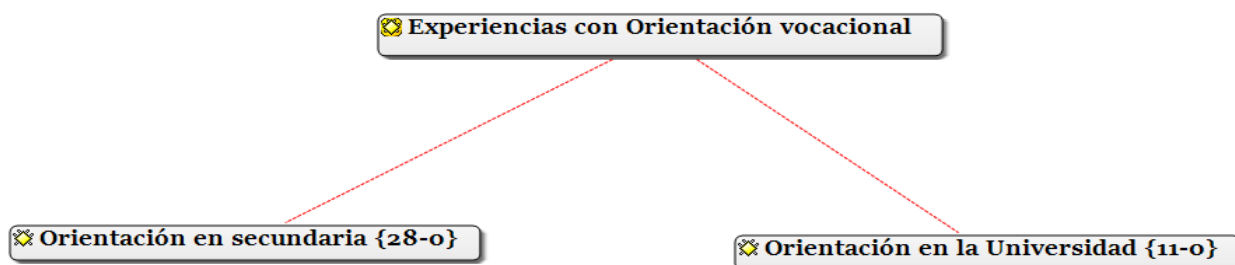 Experiencias con Orientación vocacional
Orientación en secundaria {28-0}
Orientación en la Universidad {11-0}